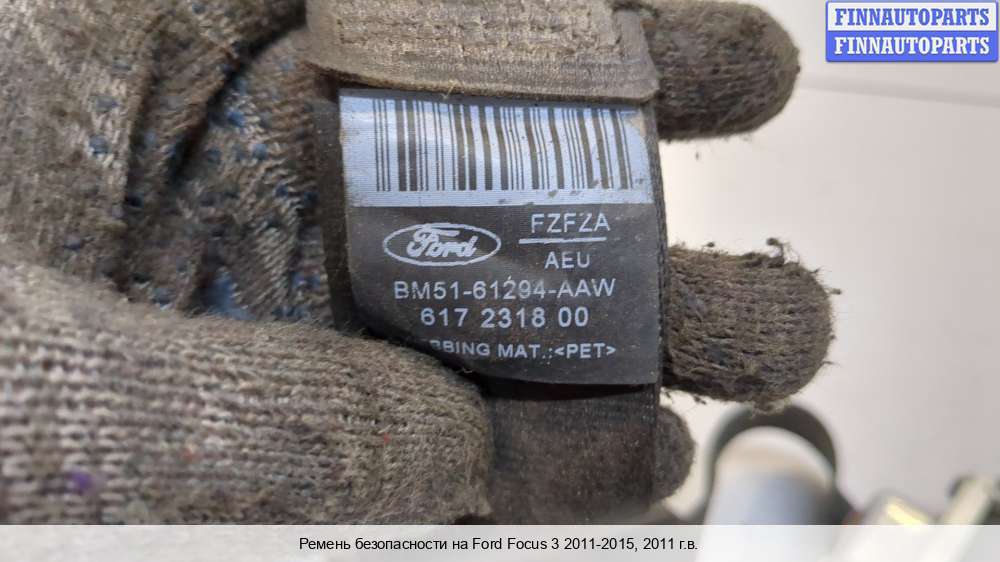 FINNAUTOPARTS
FINNAUTOPARTS
FZFZA
Ford
AEU
BM51-61294-AAW
617 2318 00
MAT.:<PET>
Ремень безопасности на Ford Focus 3 2011-2015, 2011 г.в.